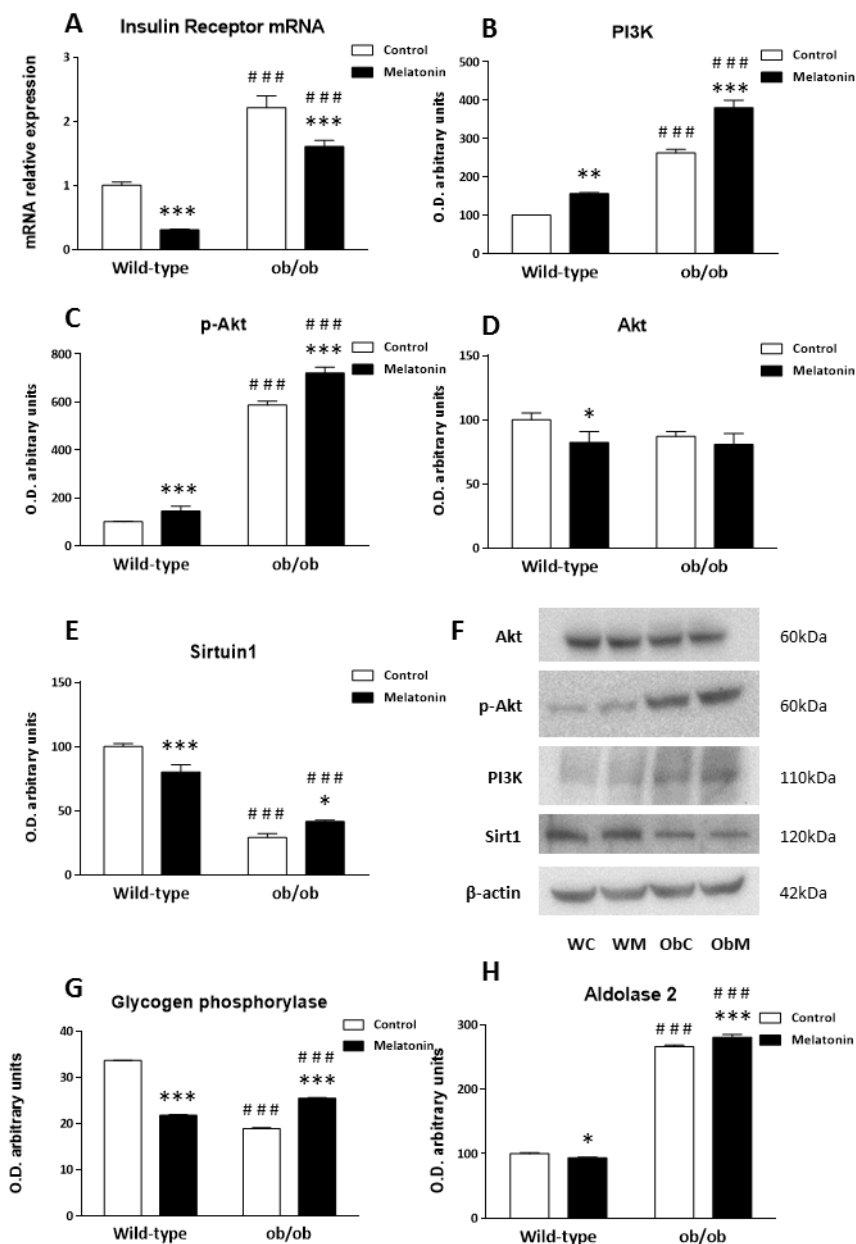 A
Insulin Receptor mRNA
Control
Melatonin
mRNA relative expression
3
2
1
0
###
###
***
***
Wild-type ob/ob
B
PI3K
Control
Melatonin
O.D. arbitrary units
500
400
300
200
100
0
###
***
###
**
Wild-type ob/ob
C
p-Akt
Control
Melatonin
O.D. arbitrary units
800
600
400
200
0
###
***
###
***
Wild-type ob/ob
D
Akt
Control
Melatonin
O.D. arbitrary units
150
100
50
0
*
Wild-type ob/ob
E
Sirtuin1
Control
Melatonin
O.D. arbitrary units
150
100
50
0
***
###
###
*
Wild-type ob/ob
F
Akt 60kDa
p-Akt 60kDa
PI3K 110kDa
Sirt1 120kDa
β-actin 42kDa
WC WM ObC ObM
G
Glycogen phosphorylase
Control
Melatonin
O.D. arbitrary units
40
30
20
10
0
***
###
###
***
Wild-type ob/ob
H
Aldolase 2
Control
Melatonin
O.D. arbitrary units
300
200
100
0
*
###
###
***
Wild-type ob/ob